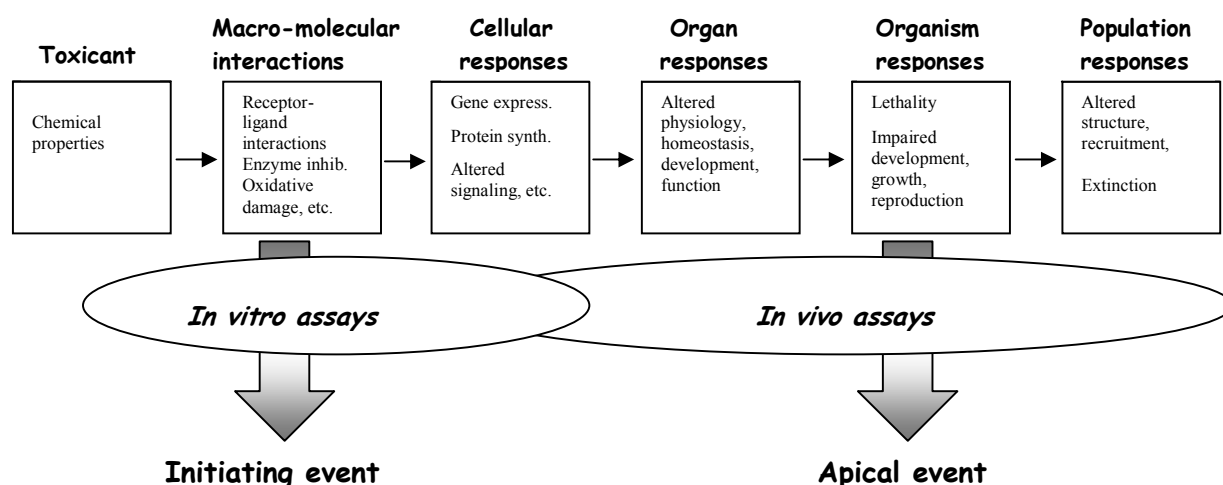 Toxicant
Macro-molecular
interactions
Cellular
responses
Organ
responses
Organism
responses
Population
responses
Chemical
properties
Receptor-
ligand
interactions
Enzyme inhib.
Oxidative
damage, etc.
Gene express.
Protein synth.
Altered
signaling, etc.
Altered
physiology,
homeostasis,
development,
function
Lethality
Impaired
development,
growth,
reproduction
Altered
structure,
recruitment,
Extinction
In vitro assays
In vivo assays
Initiating event
Apical event